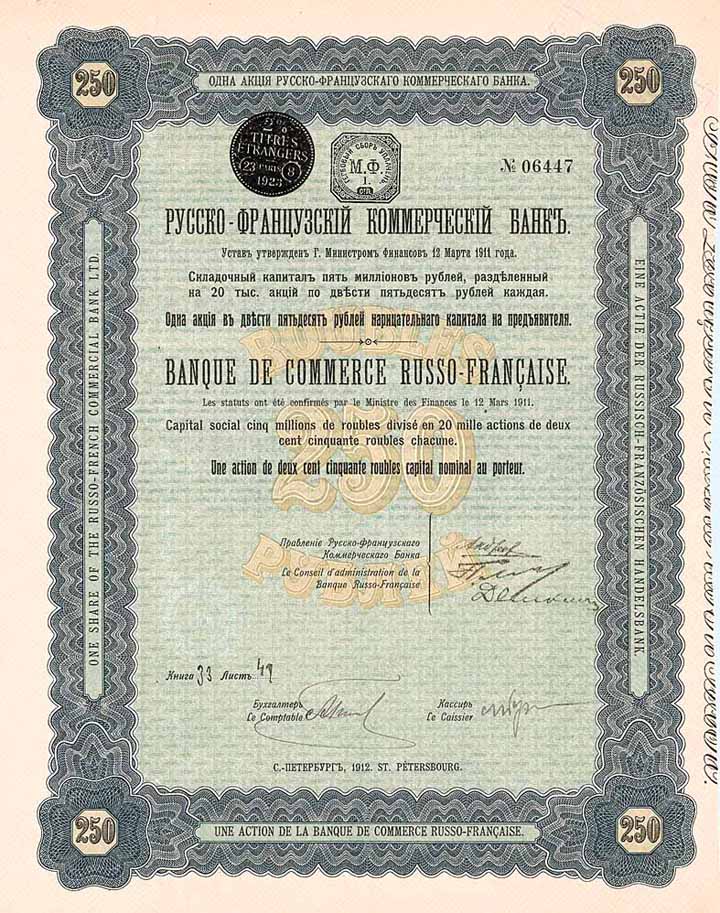 250
ОДНА АКЦІЯ РУССКО-ФРАНЦУЗСКАГО КОММЕРЧЕСКАГО БАНКА.
250
2%
TITRES
ETRANGERS
8
1923
М.Ф.
I.
ОТД.
№ 06447
РУССКО-ФРАНЦУЗСКІЙ КОММЕРЧЕСКІЙ БАНКЪ.
Уставъ утвержденъ Г. Министромъ Финансовъ 12 Марта 1911 года.
Складочный капиталъ пять милліоновъ рублей, раздѣленный
на 20 тыс. акцій по двѣсти пятьдесятъ рублей каждая.
Одна акція въ двѣсти пятьдесятъ рублей нарицательнаго капитала на предъявителя.
ROUBLES
BANQUE DE COMMERCE RUSSO-FRANÇAISE.
Les statuts ont été confirmés par le Ministre des Finances le 12 Mars 1911.
Capital social cinq millions de roubles divisé en 20 mille actions de deux
cent cinquante roubles chacune.
250
Une action de deux cent cinquante roubles capital nominal au porteur.
Правленіе Русско-Французскаго
Коммерческаго Банка
Le Conseil d'administration de la
Banque Russo-Française
РУБЛЕЙ
Книга 33 Листъ 49
Бухгалтеръ
Le Comptable
Кассиръ
Le Caissier
С.-ПЕТЕРБУРГЪ, 1912. ST. PÉTERSBOURG.
ONE SHARE OF THE RUSSO-FRENCH COMMERCIAL BANK LTD.
EINE ACTIE DER RUSSISCH-FRANZÖSISCHEN HANDELSBANK.
250
UNE ACTION DE LA BANQUE DE COMMERCE RUSSO-FRANÇAISE.
250